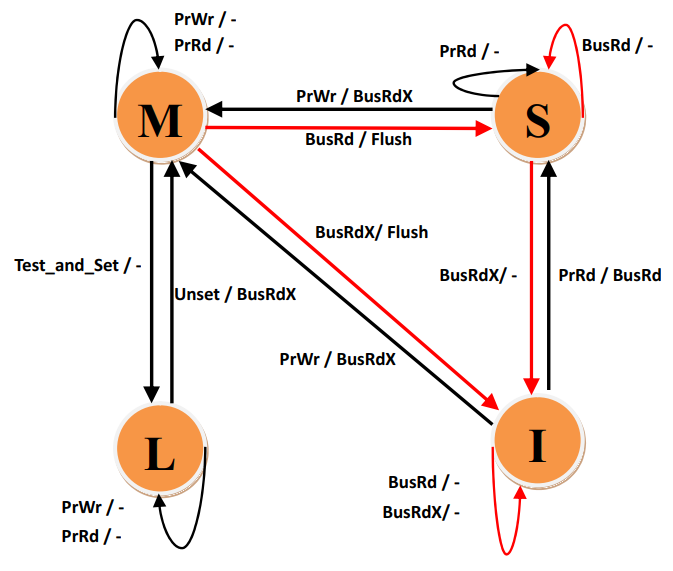 PrWr / -
PrRd / -
PrRd / -
BusRd / -
M
S
PrWr / BusRdX
BusRd / Flush
BusRdX/ Flush
Test_and_Set / -
BusRdX/ -
PrRd / BusRd
Unset / BusRdX
PrWr / BusRdX
L
I
PrWr / -
PrRd / -
BusRd / -
BusRdX/ -